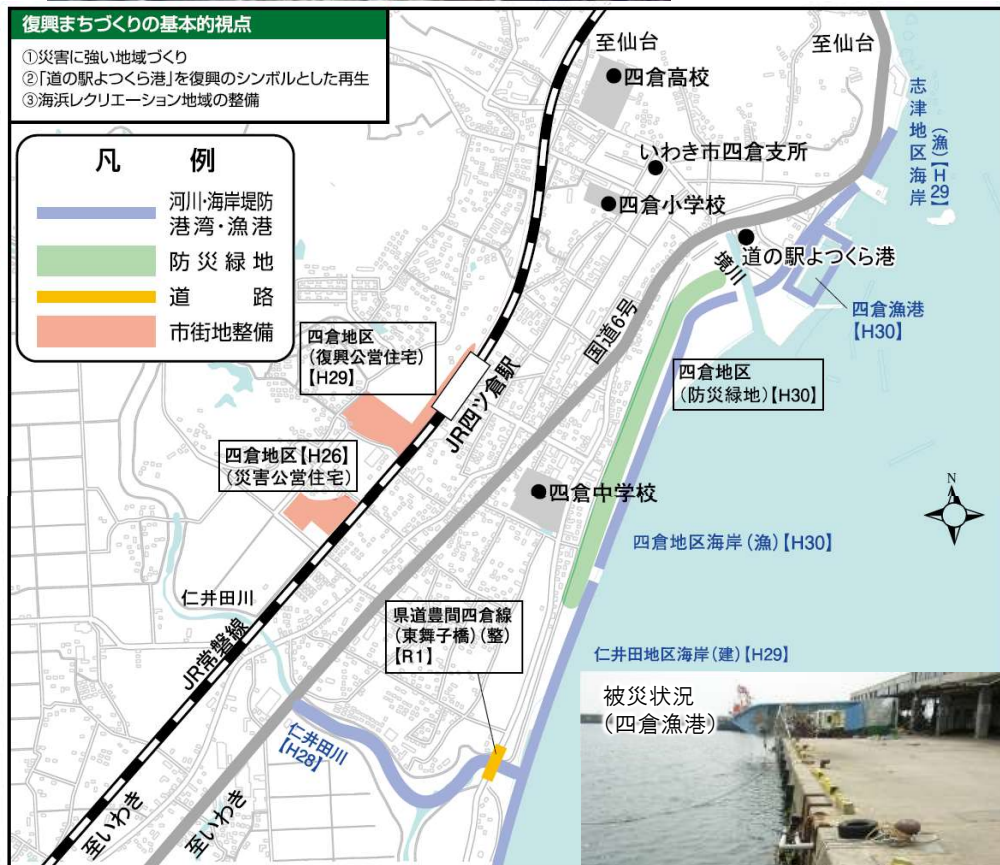 復興まちづくりの基本的視点
①災害に強い地域づくり
②「道の駅よつくら港」を復興のシンボルとした再生
③海浜レクリエーション地域の整備
凡 例
河川・海岸堤防
港湾・漁港
防災緑地
道 路
市街地整備
至仙台
至仙台
四倉高校
いわき市四倉支所
四倉小学校
道の駅よつくら港
境川
志津地区海岸
(漁)【H29】
四倉漁港
【H30】
国道6号
四倉地区
(復興公営住宅)
【H29】
JR四ツ倉駅
四倉地区
(防災緑地)【H30】
四倉地区【H26】
(災害公営住宅)
四倉中学校
N
四倉地区海岸(漁)【H30】
仁井田川
JR常磐線
県道豊間四倉線
(東舞子橋)(整)
【R1】
仁井田地区海岸(建)【H29】
仁井田川
【H28】
至いわき
至いわき
被災状況
(四倉漁港)